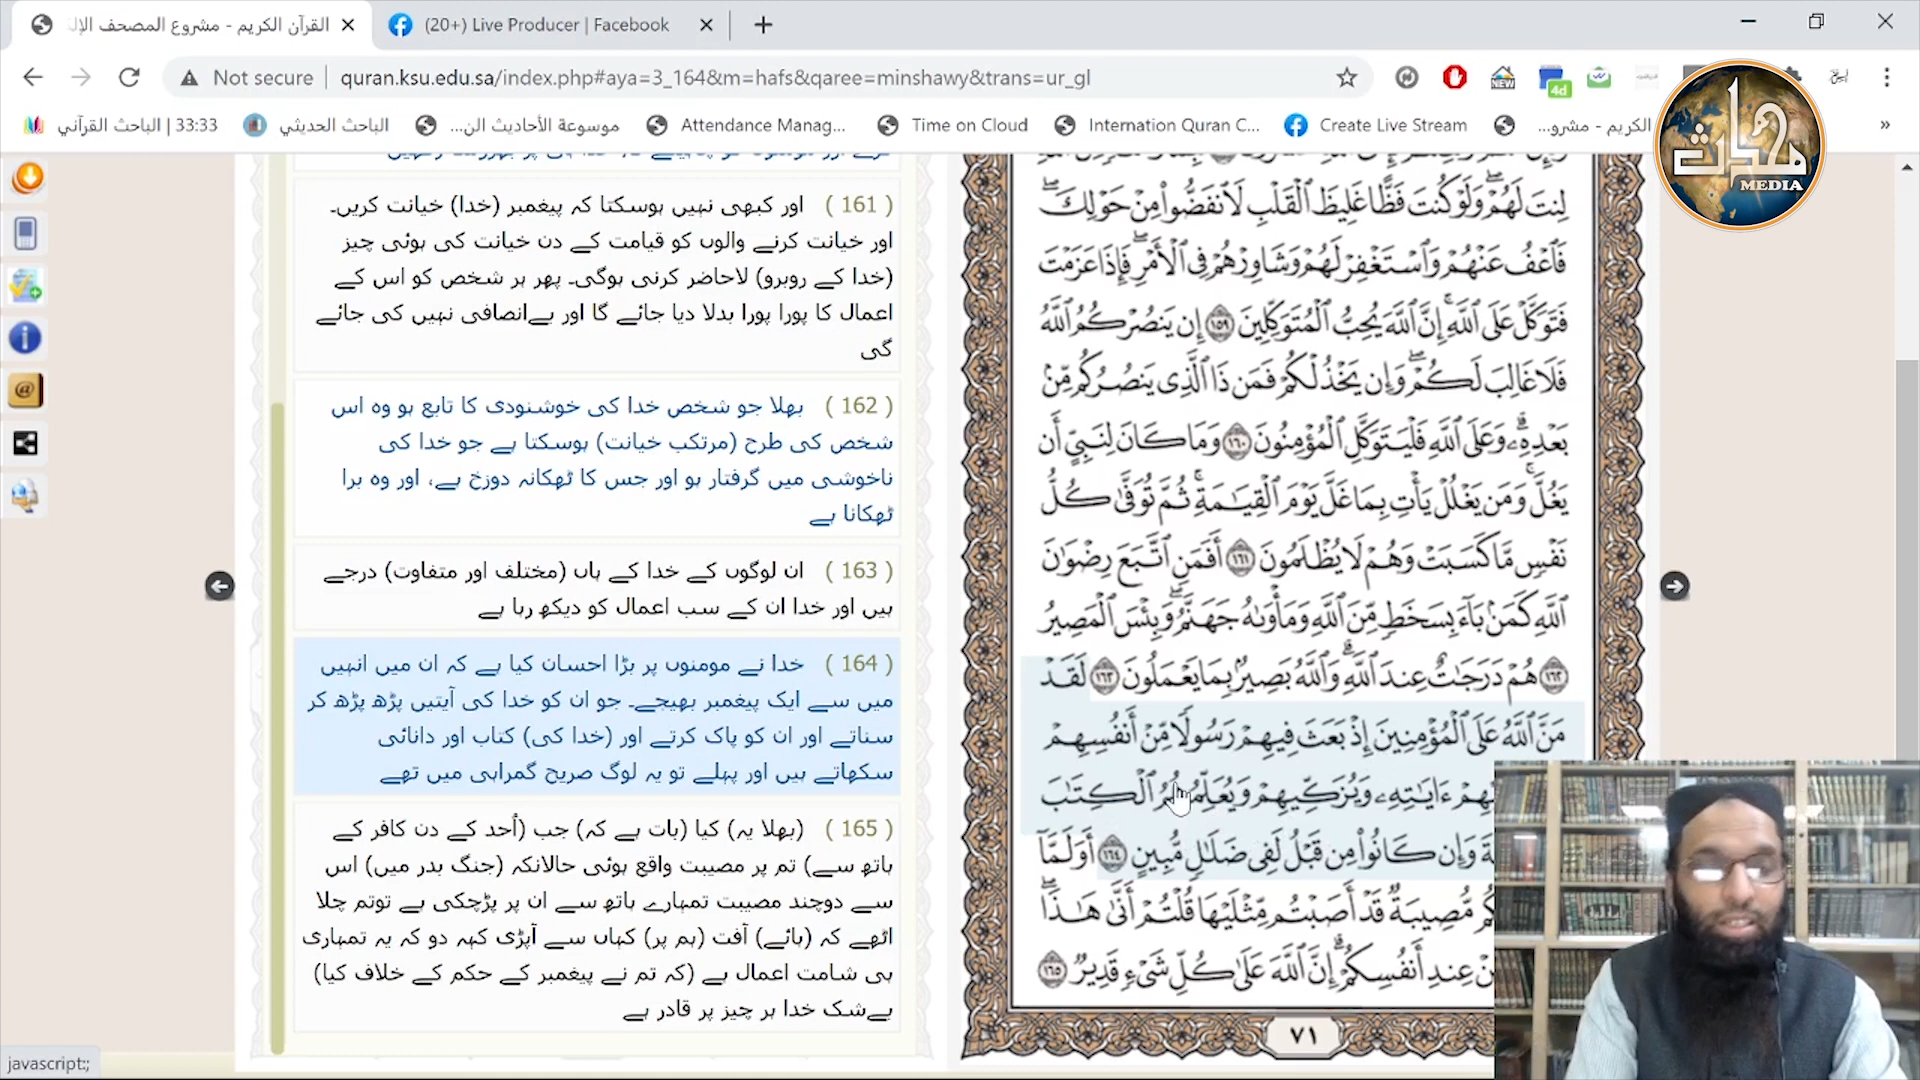 القرآن الكريم - مشروع المصحف الإلـ
(20+) Live Producer | Facebook
Not secure
quran.ksu.edu.sa/index.php#aya=3_164&m=hafs&qaree=minshawy&trans=ur_gl
4d
NEW
الباحث القرآني | 33:33
الباحث الحديثي
موسوعة الأحاديث الن...
Attendance Manag...
Time on Cloud
Internation Quran C...
Create Live Stream
الكريم - مشرو...
»
MEDIA
( 161 ) اور کبھی نہیں ہوسکتا کہ پیغمبر (خدا) خیانت کریں۔
اور خیانت کرنے والوں کو قیامت کے دن خیانت کی ہوئی چیز
(خدا کے روبرو) لاحاضر کرنی ہوگی۔ پھر ہر شخص کو اس کے
اعمال کا پورا پورا بدلا دیا جائے گا اور بےانصافی نہیں کی جائے
گی
( 162 ) بھلا جو شخص خدا کی خوشنودی کا تابع ہو وہ اس
شخص کی طرح (مرتکب خیانت) ہوسکتا ہے جو خدا کی
ناخوشی میں گرفتار ہو اور جس کا ٹھکانہ دوزخ ہے، اور وہ برا
ٹھکانا ہے
( 163 ) ان لوگوں کے خدا کے ہاں (مختلف اور متفاوت) درجے
ہیں اور خدا ان کے سب اعمال کو دیکھ رہا ہے
( 164 ) خدا نے مومنوں پر بڑا احسان کیا ہے کہ ان میں انہیں
میں سے ایک پیغمبر بھیجے۔ جو ان کو خدا کی آیتیں پڑھ پڑھ کر
سناتے اور ان کو پاک کرتے اور (خدا کی) کتاب اور دانائی
سکھاتے ہیں اور پہلے تو یہ لوگ صریح گمراہی میں تھے
( 165 ) (بھلا یہ) کیا (بات ہے کہ) جب (اُحد کے دن کافر کے
ہاتھ سے) تم پر مصیبت واقع ہوئی حالانکہ (جنگ بدر میں) اس
سے دوچند مصیبت تمہارے ہاتھ سے ان پر پڑچکی ہے توتم چلا
اٹھے کہ (ہائے) آفت (ہم پر) کہاں سے آپڑی کہہ دو کہ یہ تمہاری
ہی شامت اعمال ہے (کہ تم نے پیغمبر کے حکم کے خلاف کیا)
بےشک خدا ہر چیز پر قادر ہے
لِنتَ لَهُمْ ۖ وَلَوْ كُنتَ فَظًّا غَلِيظَ الْقَلْبِ لَانفَضُّوا مِنْ حَوْلِكَ ۖ
فَاعْفُ عَنْهُمْ وَاسْتَغْفِرْ لَهُمْ وَشَاوِرْهُمْ فِي الْأَمْرِ ۖ فَإِذَا عَزَمْتَ
فَتَوَكَّلْ عَلَى اللَّهِ ۚ إِنَّ اللَّهَ يُحِبُّ الْمُتَوَكِّلِينَ ١٥٩ إِن يَنصُرْكُمُ اللَّهُ
فَلَا غَالِبَ لَكُمْ ۖ وَإِن يَخْذُلْكُمْ فَمَن ذَا الَّذِي يَنصُرُكُم مِّن
بَعْدِهِ ۗ وَعَلَى اللَّهِ فَلْيَتَوَكَّلِ الْمُؤْمِنُونَ ١٦٠ وَمَا كَانَ لِنَبِيٍّ أَن
يَغُلَّ ۚ وَمَن يَغْلُلْ يَأْتِ بِمَا غَلَّ يَوْمَ الْقِيَامَةِ ۚ ثُمَّ تُوَفَّىٰ كُلُّ
نَفْسٍ مَّا كَسَبَتْ وَهُمْ لَا يُظْلَمُونَ ١٦١ أَفَمَنِ اتَّبَعَ رِضْوَانَ
اللَّهِ كَمَن بَاءَ بِسَخَطٍ مِّنَ اللَّهِ وَمَأْوَاهُ جَهَنَّمُ ۚ وَبِئْسَ الْمَصِيرُ
١٦٢ هُمْ دَرَجَاتٌ عِندَ اللَّهِ ۗ وَاللَّهُ بَصِيرٌ بِمَا يَعْمَلُونَ ١٦٣ لَقَدْ
مَنَّ اللَّهُ عَلَى الْمُؤْمِنِينَ إِذْ بَعَثَ فِيهِمْ رَسُولًا مِّنْ أَنفُسِهِمْ
ـهِمْ ءَايَاتِهِ وَيُزَكِّيهِمْ وَيُعَلِّمُهُمُ الْكِتَابَ
ـةَ وَإِن كَانُوا مِن قَبْلُ لَفِي ضَلَالٍ مُّبِينٍ ١٦٤ أَوَلَمَّا
ـكُم مُّصِيبَةٌ قَدْ أَصَبْتُم مِّثْلَيْهَا قُلْتُمْ أَنَّىٰ هَٰذَا ۖ
ـنْ عِندِ أَنفُسِكُمْ ۗ إِنَّ اللَّهَ عَلَىٰ كُلِّ شَيْءٍ قَدِيرٌ ١٦٥
٧١
javascript:;